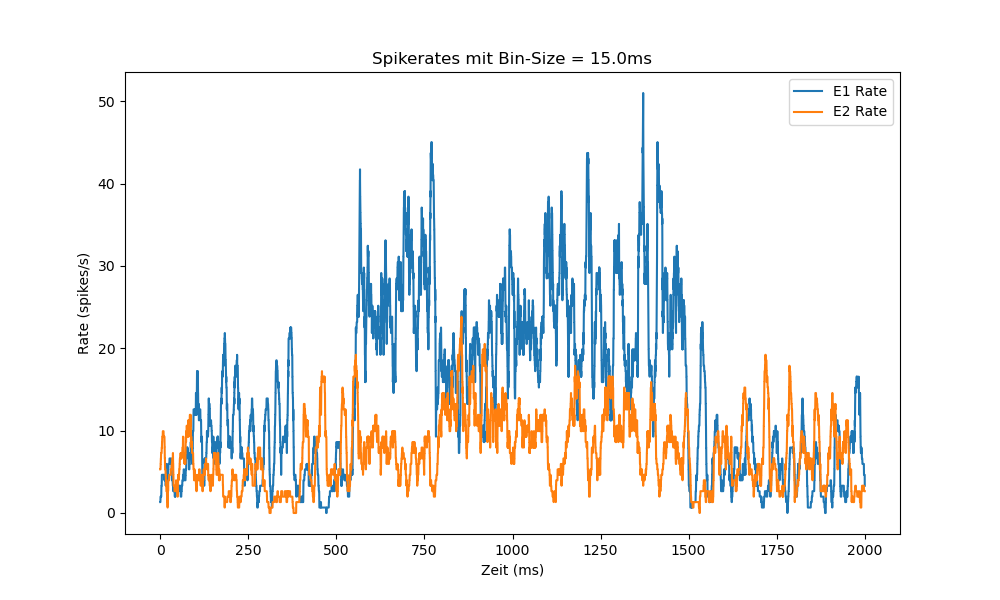 Spikerates mit Bin-Size = 15.0ms
E1 Rate
E2 Rate
Rate (spikes/s)
50
40
30
20
10
0
0 250 500 750 1000 1250 1500 1750 2000
Zeit (ms)